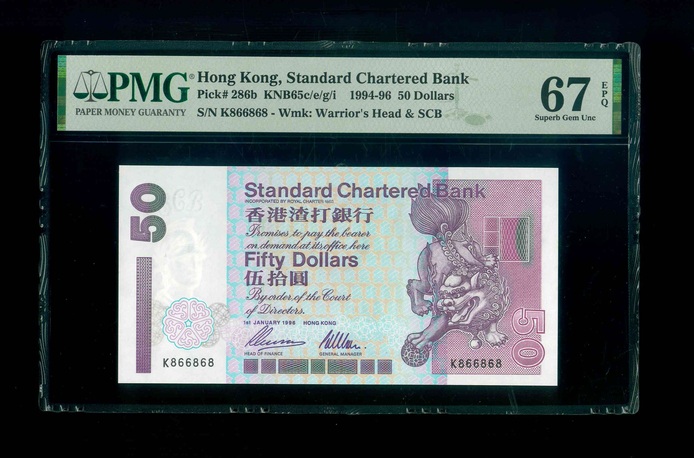 PMG
PAPER MONEY GUARANTY
Hong Kong, Standard Chartered Bank
Pick# 286b KNB65c/e/g/i 1994-96 50 Dollars
S/N K866868 - Wmk: Warrior's Head & SCB
67
EPQ
Superb Gem Unc
50
Standard Chartered Bank
INCORPORATED BY ROYAL CHARTER 1853
香港渣打銀行
Promises to pay the bearer
on demand at its office here
Fifty Dollars
伍拾圓
By order of the Court
of Directors.
1st JANUARY 1996 HONG KONG
HEAD OF FINANCE GENERAL MANAGER
K866868
K866868
50